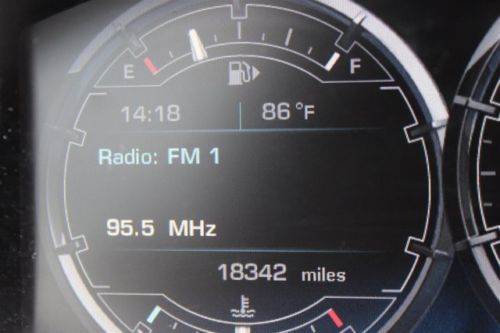 E F
14:18 86°F
Radio: FM 1
95.5 MHz
18342 miles